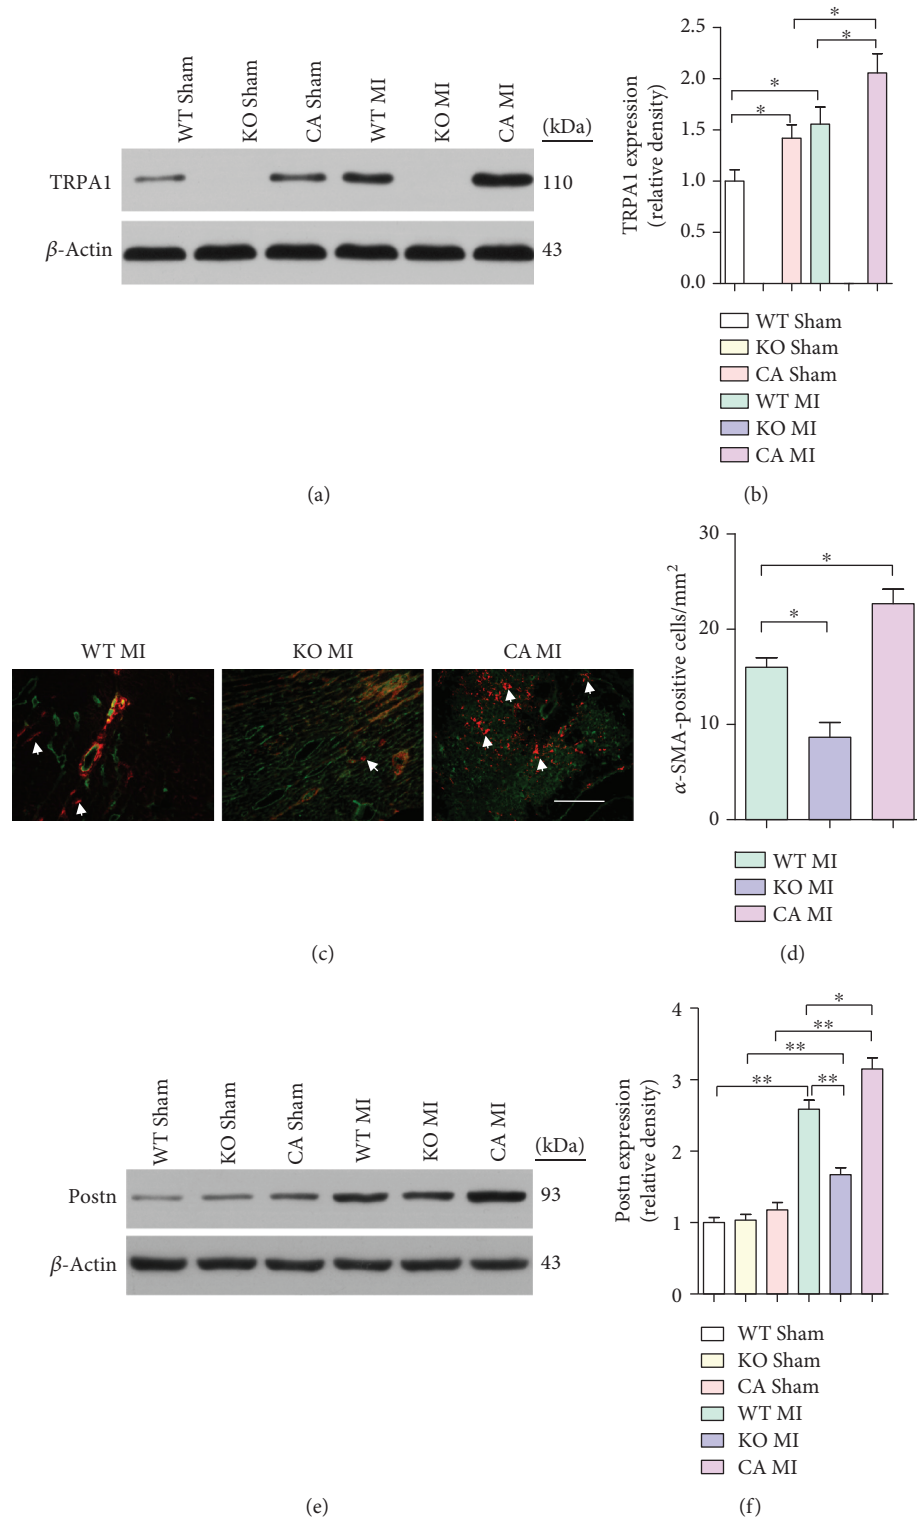 WT Sham
KO Sham
CA Sham
WT MI
KO MI
CA MI
(kDa)
TRPA1
110
β-Actin
43
(a)
TRPA1 expression
(relative density)
2.5
2.0
1.5
1.0
0.5
0.0
*
*
*
*
WT Sham
KO Sham
CA Sham
WT MI
KO MI
CA MI
(b)
WT MI
KO MI
CA MI
(c)
α-SMA-positive cells/mm²
30
20
10
0
*
*
WT MI
KO MI
CA MI
(d)
WT Sham
KO Sham
CA Sham
WT MI
KO MI
CA MI
(kDa)
Postn
93
β-Actin
43
(e)
Postn expression
(relative density)
4
3
2
1
0
*
**
**
**
**
WT Sham
KO Sham
CA Sham
WT MI
KO MI
CA MI
(f)